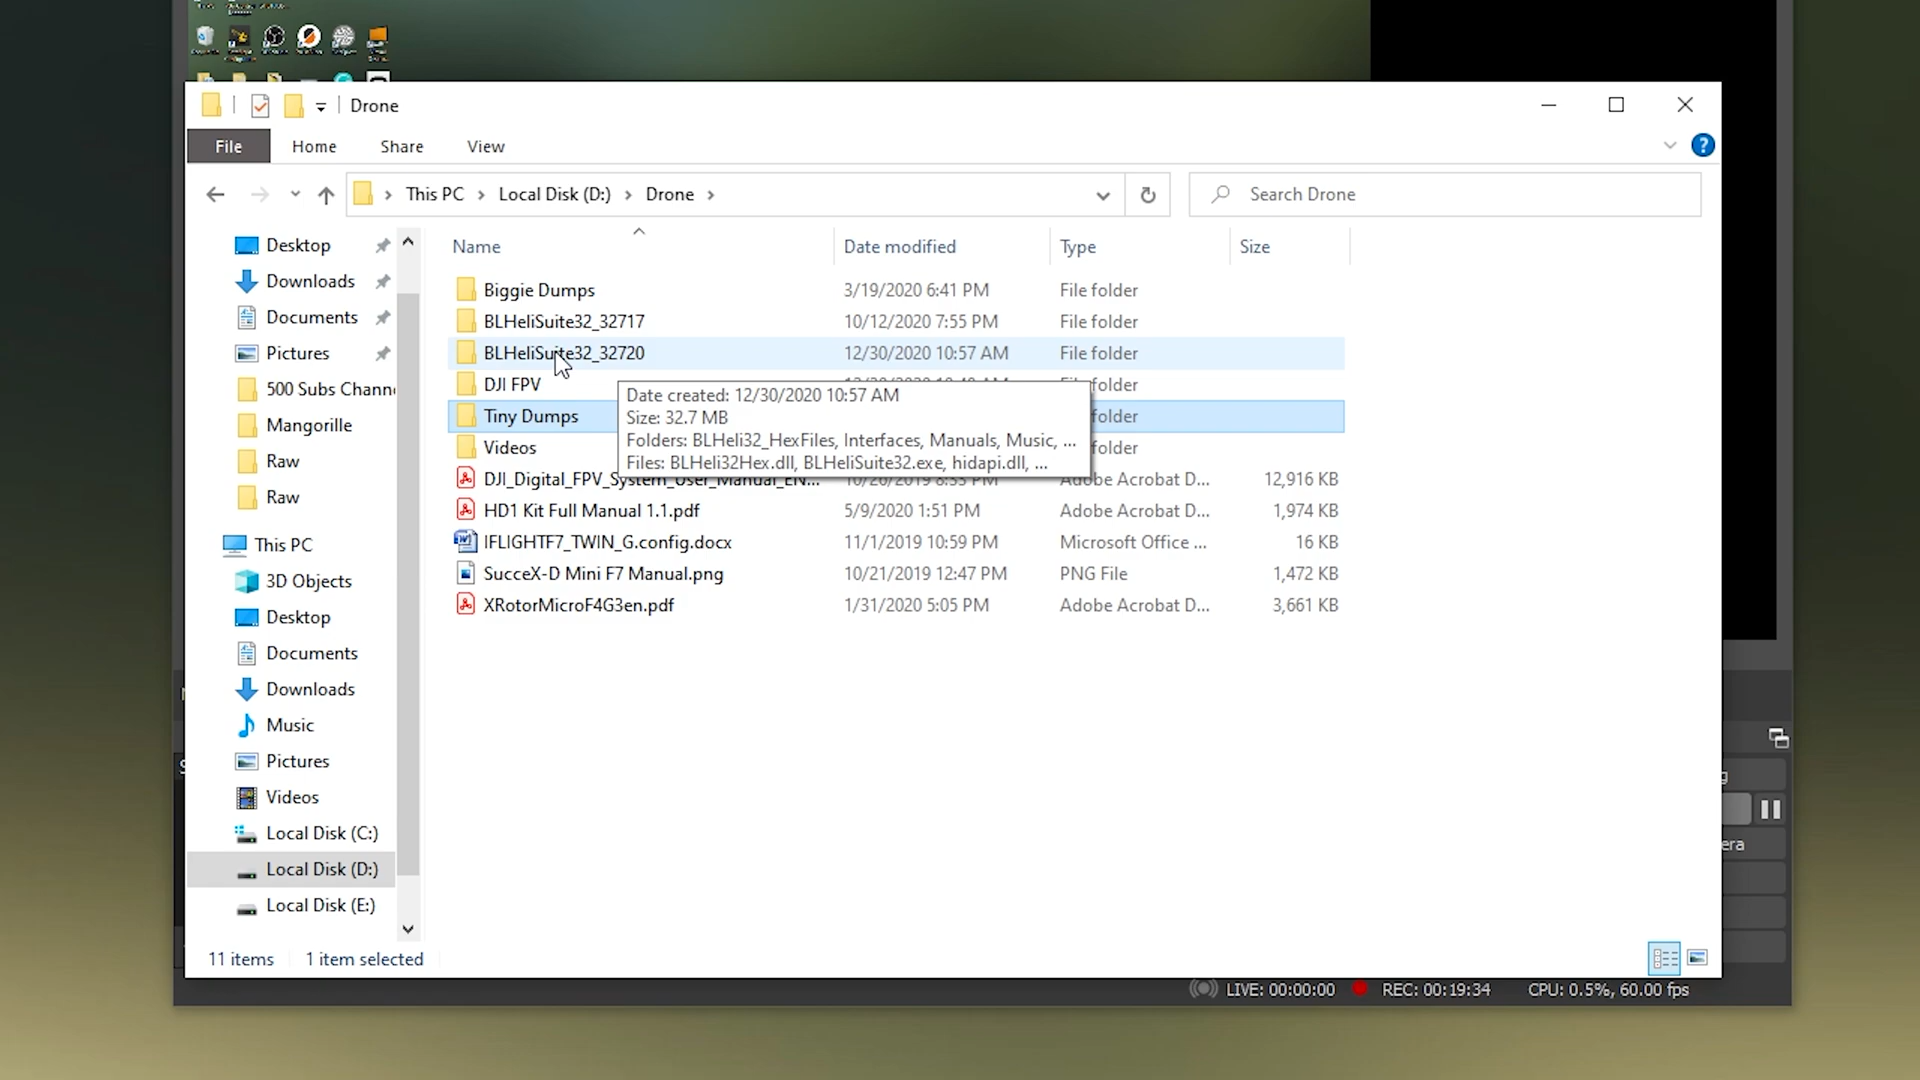 Drone
File Home Share View
This PC Local Disk (D:) Drone
Search Drone
Desktop
Downloads
Documents
Pictures
500 Subs Chann
Mangorille
Raw
Raw
This PC
3D Objects
Desktop
Documents
Downloads
Music
Pictures
Videos
Local Disk (C:)
Local Disk (D:)
Local Disk (E:)
Name Date modified Type Size
Biggie Dumps 3/19/2020 6:41 PM File folder
BLHeliSuite32_32717 10/12/2020 7:55 PM File folder
BLHeliSuite32_32720 12/30/2020 10:57 AM File folder
DJI FPV folder
Tiny Dumps folder
Videos folder
Date created: 12/30/2020 10:57 AM
Size: 32.7 MB
Folders: BLHeli32_HexFiles, Interfaces, Manuals, Music, ...
Files: BLHeli32Hex.dll, BLHeliSuite32.exe, hidapi.dll, ...
DJI_Digital_FPV_System_User_Manual_EN... 10/26/2019 8:53 PM Adobe Acrobat D... 12,916 KB
HD1 Kit Full Manual 1.1.pdf 5/9/2020 1:51 PM Adobe Acrobat D... 1,974 KB
IFLIGHTF7_TWIN_G.config.docx 11/1/2019 10:59 PM Microsoft Office ... 16 KB
SucceX-D Mini F7 Manual.png 10/21/2019 12:47 PM PNG File 1,472 KB
XRotorMicroF4G3en.pdf 1/31/2020 5:05 PM Adobe Acrobat D... 3,661 KB
11 items 1 item selected
g
era
LIVE: 00:00:00 REC: 00:19:34 CPU: 0.5%, 60.00 fps